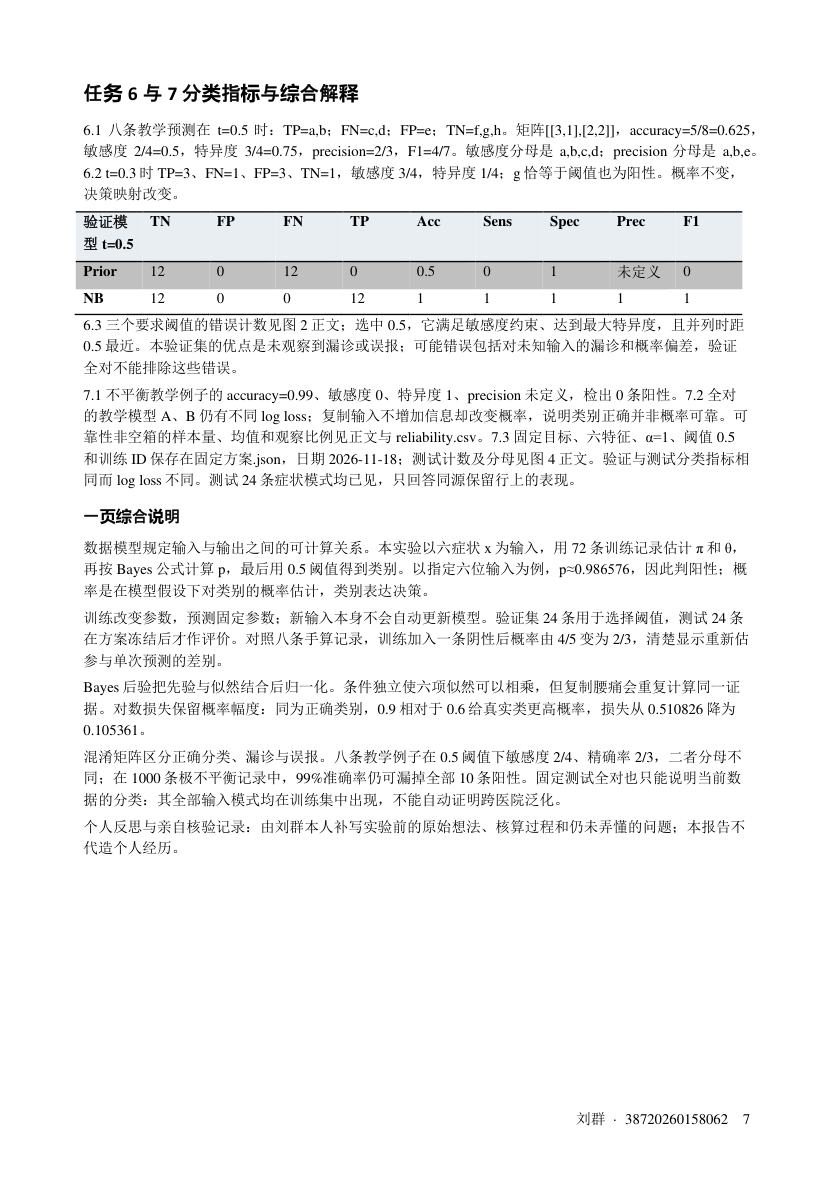 任务 6 与 7 分类指标与综合解释
6.1 八条教学预测在 t=0.5 时：TP=a,b；FN=c,d；FP=e；TN=f,g,h。矩阵[[3,1],[2,2]]，accuracy=5/8=0.625，
敏感度 2/4=0.5，特异度 3/4=0.75，precision=2/3，F1=4/7。敏感度分母是 a,b,c,d；precision 分母是 a,b,e。
6.2 t=0.3 时 TP=3、FN=1、FP=3、TN=1，敏感度 3/4，特异度 1/4；g 恰等于阈值也为阳性。概率不变，
决策映射改变。
验证模型 t=0.5 TN FP FN TP Acc Sens Spec Prec F1
Prior 12 0 12 0 0.5 0 1 未定义 0
NB 12 0 0 12 1 1 1 1 1
6.3 三个要求阈值的错误计数见图 2 正文；选中 0.5，它满足敏感度约束、达到最大特异度，且并列时距
0.5 最近。本验证集的优点是未观察到漏诊或误报；可能错误包括对未知输入的漏诊和概率偏差，验证
全对不能排除这些错误。
7.1 不平衡教学例子的 accuracy=0.99、敏感度 0、特异度 1、precision 未定义，检出 0 条阳性。7.2 全对
的教学模型 A、B 仍有不同 log loss；复制输入不增加信息却改变概率，说明类别正确并非概率可靠。可
靠性非空箱的样本量、均值和观察比例见正文与 reliability.csv。7.3 固定目标、六特征、α=1、阈值 0.5
和训练 ID 保存在固定方案.json，日期 2026-11-18；测试计数及分母见图 4 正文。验证与测试分类指标相
同而 log loss 不同。测试 24 条症状模式均已见，只回答同源保留行上的表现。
一页综合说明
数据模型规定输入与输出之间的可计算关系。本实验以六症状 x 为输入，用 72 条训练记录估计 π 和 θ，
再按 Bayes 公式计算 p，最后用 0.5 阈值得到类别。以指定六位输入为例，p≈0.986576，因此判阳性；概
率是在模型假设下对类别的概率估计，类别表达决策。
训练改变参数，预测固定参数；新输入本身不会自动更新模型。验证集 24 条用于选择阈值，测试 24 条
在方案冻结后才作评价。对照八条手算记录，训练加入一条阴性后概率由 4/5 变为 2/3，清楚显示重新估
参与单次预测的差别。
Bayes 后验把先验与似然结合后归一化。条件独立使六项似然可以相乘，但复制腰痛会重复计算同一证
据。对数损失保留概率幅度：同为正确类别，0.9 相对于 0.6 给真实类更高概率，损失从 0.510826 降为
0.105361。
混淆矩阵区分正确分类、漏诊与误报。八条教学例子在 0.5 阈值下敏感度 2/4、精确率 2/3，二者分母不
同；在 1000 条极不平衡记录中，99%准确率仍可漏掉全部 10 条阳性。固定测试全对也只能说明当前数
据的分类：其全部输入模式均在训练集中出现，不能自动证明跨医院泛化。
个人反思与亲自核验记录：由刘群本人补写实验前的原始想法、核算过程和仍未弄懂的问题；本报告不
代造个人经历。
刘群 · 38720260158062 7